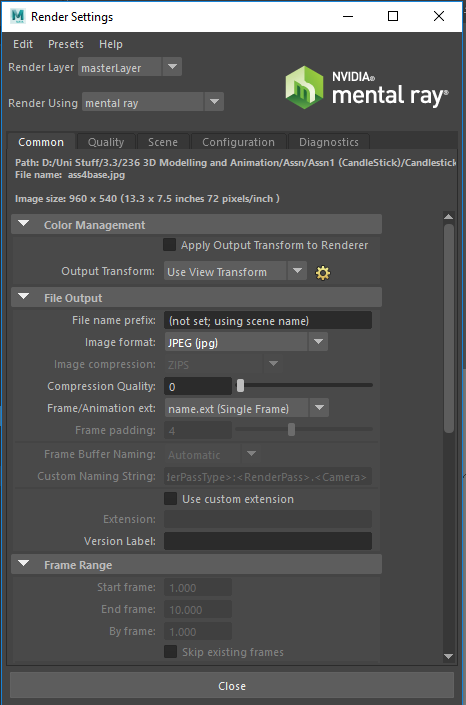 Render Settings
Edit Presets Help
Render Layer masterLayer
Render Using mental ray
NVIDIA®
mental ray®
Common Quality Scene Configuration Diagnostics
Path: D:/Uni Stuff/3.3/236 3D Modelling and Animation/Assn/Assn1 (CandleStick)/Candlestick
File name: ass4base.jpg
Image size: 960 x 540 (13.3 x 7.5 inches 72 pixels/inch )
Color Management
Apply Output Transform to Renderer
Output Transform: Use View Transform
File Output
File name prefix: (not set; using scene name)
Image format: JPEG (jpg)
Image compression: ZIPS
Compression Quality: 0
Frame/Animation ext: name.ext (Single Frame)
Frame padding: 4
Frame Buffer Naming: Automatic
Custom Naming String: derPassType>:<RenderPass>.<Camera>
Use custom extension
Extension:
Version Label:
Frame Range
Start frame: 1.000
End frame: 10.000
By frame: 1.000
Skip existing frames
Close